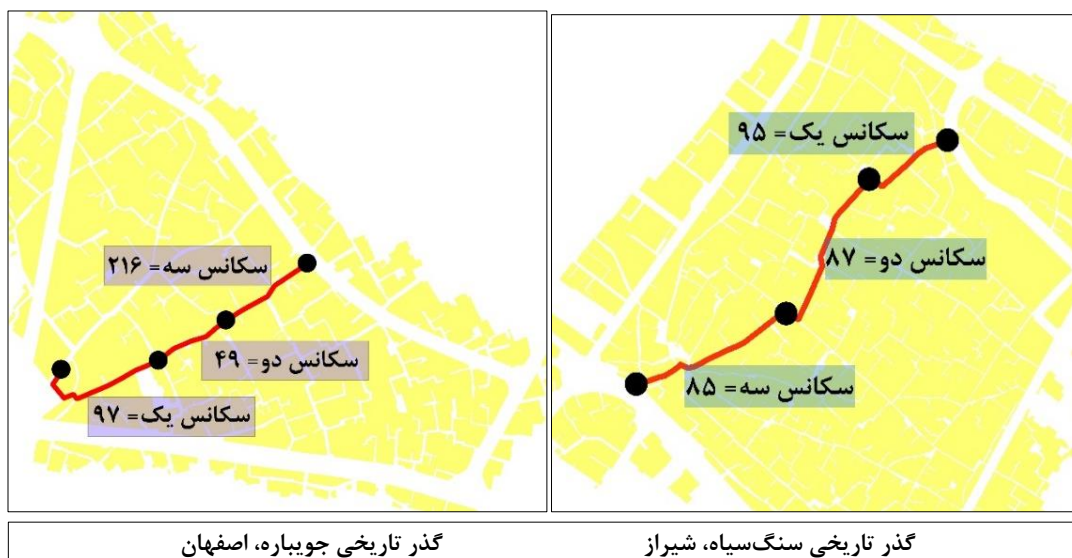 سکانس یک= ۹۵
سکانس دو= ۸۷
سکانس سه= ۸۵
سکانس سه= ۲۱۶
سکانس دو= ۴۹
سکانس یک= ۹۷
گذر تاریخی سنگ‌سیاه، شیراز
گذر تاریخی جویباره، اصفهان